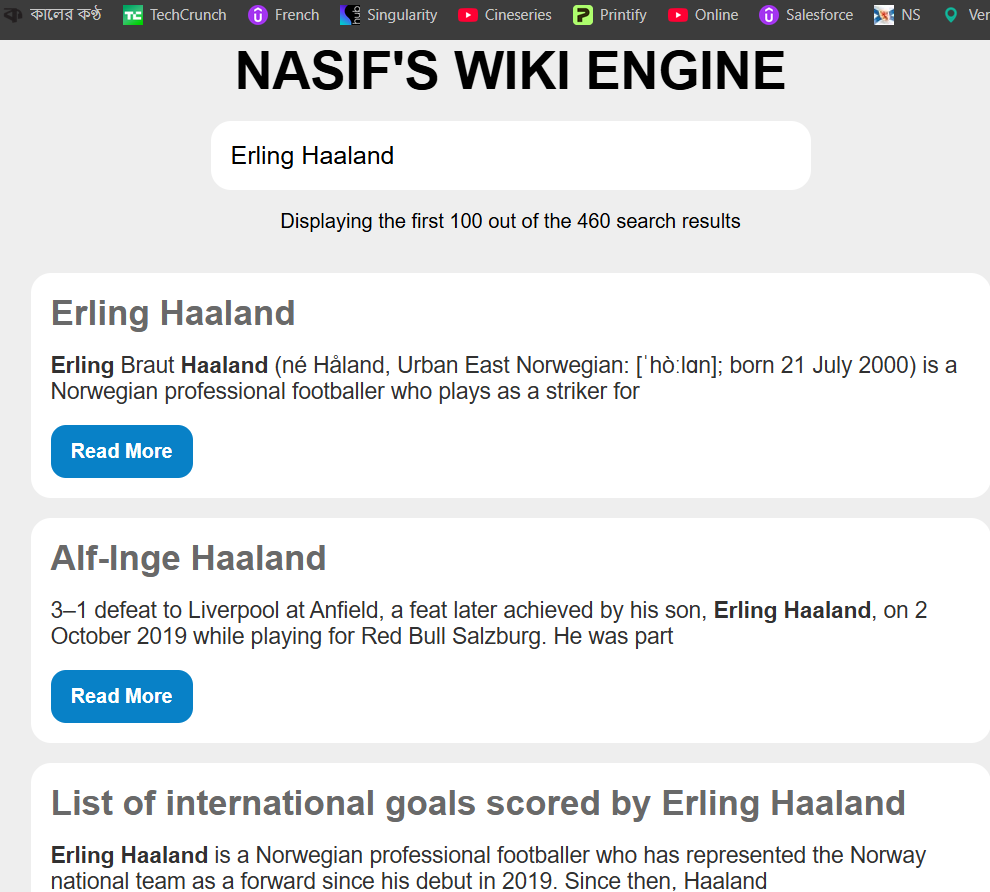 কালের কণ্ঠ TechCrunch French Singularity Cineseries Printify Online Salesforce NS
NASIF'S WIKI ENGINE
Erling Haaland
Displaying the first 100 out of the 460 search results
Erling Haaland
Erling Braut Haaland (né Håland, Urban East Norwegian: [ˈhòːlɑn]; born 21 July 2000) is a
Norwegian professional footballer who plays as a striker for
Read More
Alf-Inge Haaland
3–1 defeat to Liverpool at Anfield, a feat later achieved by his son, Erling Haaland, on 2
October 2019 while playing for Red Bull Salzburg. He was part
Read More
List of international goals scored by Erling Haaland
Erling Haaland is a Norwegian professional footballer who has represented the Norway
national team as a forward since his debut in 2019. Since then, Haaland